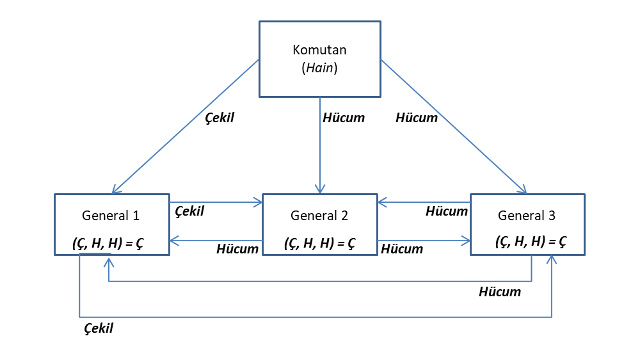 Komutan
(Hain)
Çekil
Hücum
Hücum
General 1
(Ç, H, H) = Ç
Çekil
Hücum
General 2
(Ç, H, H) = Ç
Hücum
Hücum
General 3
(Ç, H, H) = Ç
Hücum
Çekil